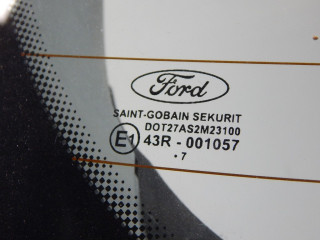 Ford
SAINT-GOBAIN SEKURIT
DOT27AS2M23100
E1 43R - 001057
. 7